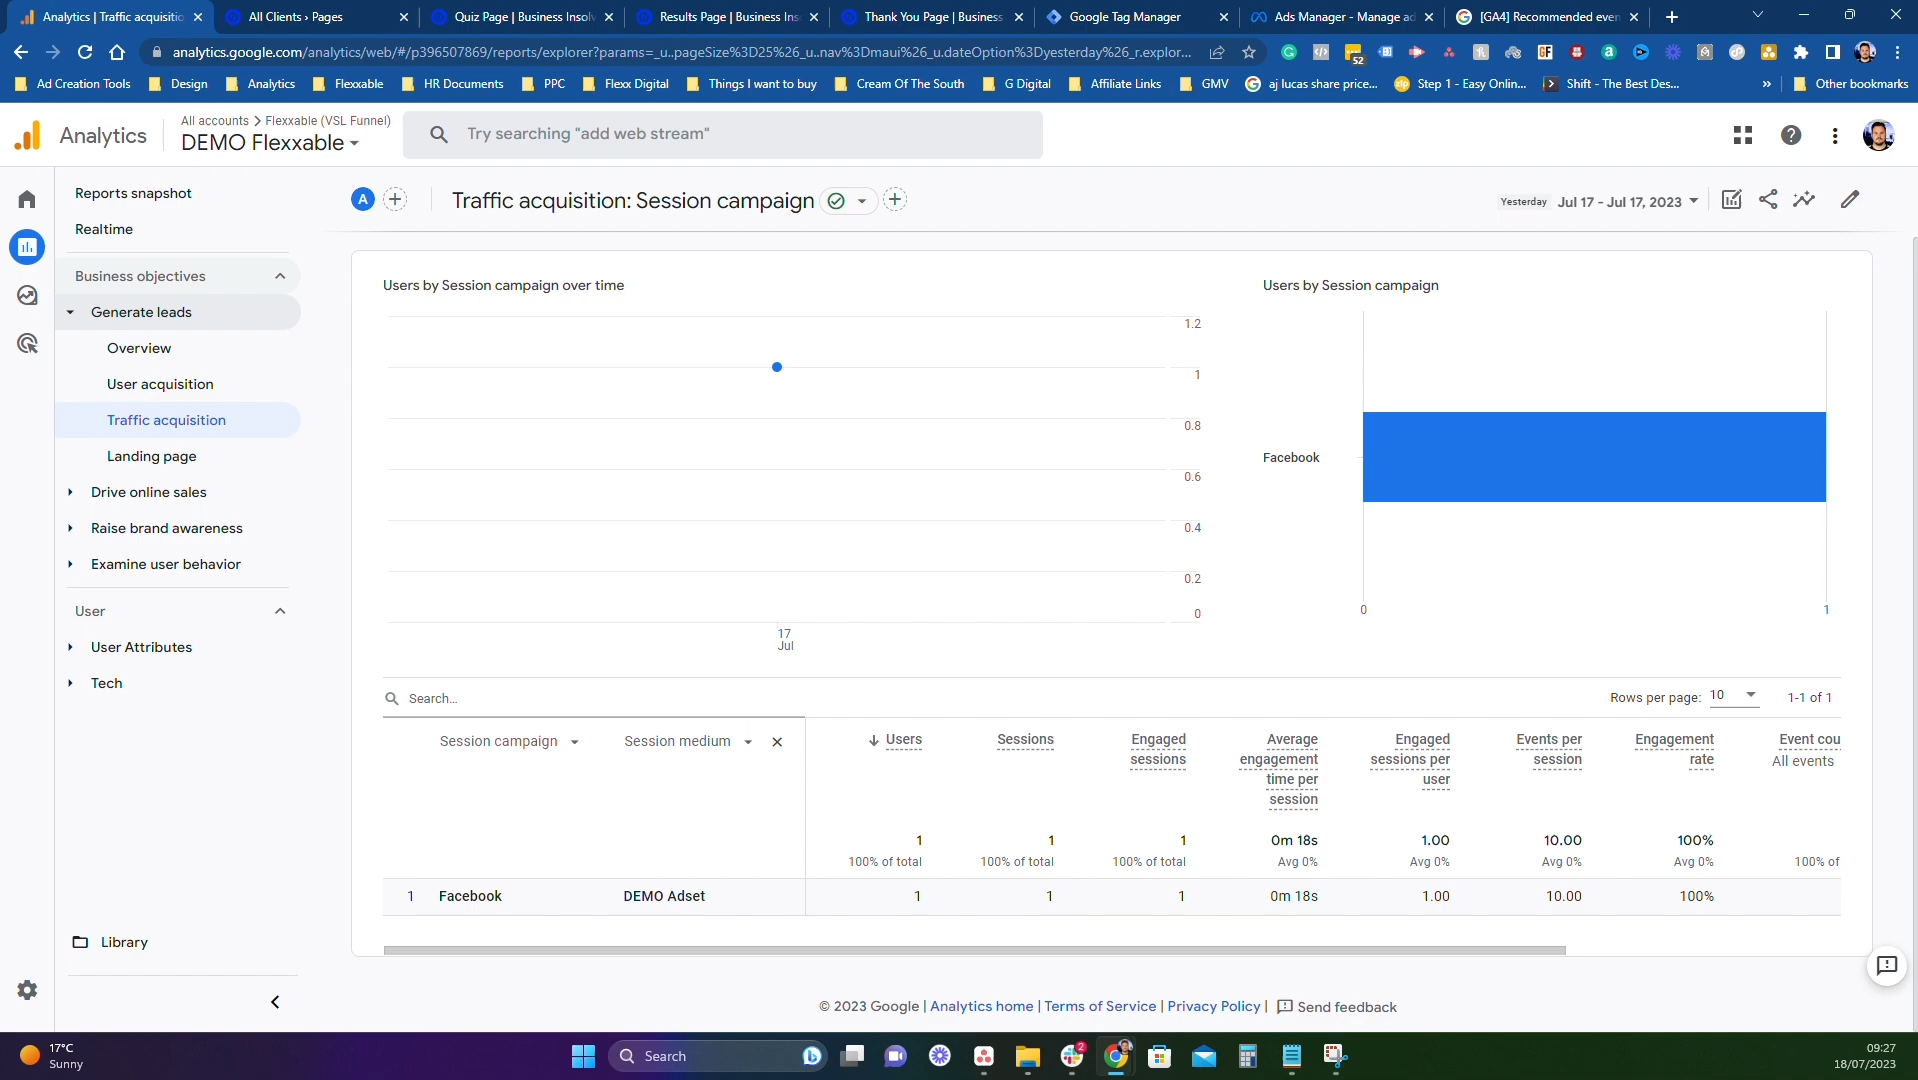 Analytics | Traffic acquisitio
All Clients › Pages
Quiz Page | Business Insolv
Results Page | Business Ins
Thank You Page | Business
Google Tag Manager
Ads Manager - Manage ad
[GA4] Recommended even
analytics.google.com/analytics/web/#/p396507869/reports/explorer?params=_u..pageSize%3D25%26_u..nav%3Dmaui%26_u.dateOption%3Dyesterday%26_r.explor...
52
GF
Ad Creation Tools
Design
Analytics
Flexxable
HR Documents
PPC
Flexx Digital
Things I want to buy
Cream Of The South
G Digital
Affiliate Links
GMV
aj lucas share price...
Step 1 - Easy Onlin...
Shift - The Best Des...
»
Other bookmarks
Analytics
All accounts > Flexxable (VSL Funnel)
DEMO Flexxable
Try searching "add web stream"
Reports snapshot
Realtime
Business objectives
Generate leads
Overview
User acquisition
Traffic acquisition
Landing page
Drive online sales
Raise brand awareness
Examine user behavior
User
User Attributes
Tech
Library
A
Traffic acquisition: Session campaign
Yesterday Jul 17 - Jul 17, 2023
Users by Session campaign over time
1.2
1
0.8
0.6
0.4
0.2
0
17
Jul
Users by Session campaign
Facebook
0 1
Search...
Rows per page: 10 1-1 of 1
Session campaign
Session medium
Users
Sessions
Engaged
sessions
Average
engagement
time per
session
Engaged
sessions per
user
Events per
session
Engagement
rate
Event cou
All events
1 1 1 0m 18s 1.00 10.00 100%
100% of total 100% of total 100% of total Avg 0% Avg 0% Avg 0% Avg 0% 100% of
1 Facebook DEMO Adset 1 1 1 0m 18s 1.00 10.00 100%
© 2023 Google | Analytics home | Terms of Service | Privacy Policy | Send feedback
17°C
Sunny
Search
2
09:27
18/07/2023